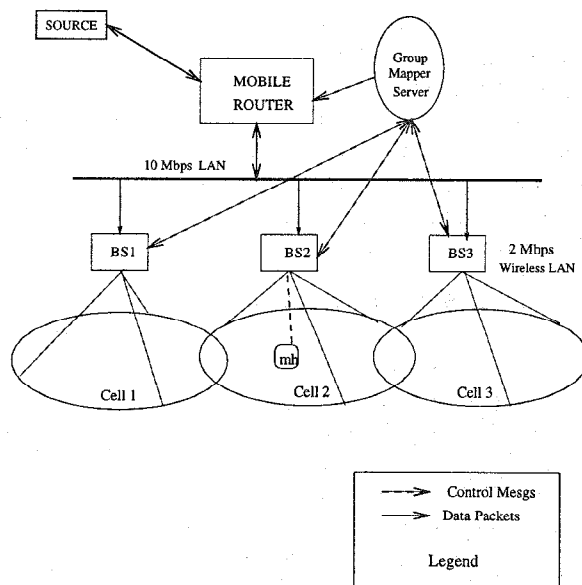 SOURCE
Group
Mapper
Server
MOBILE
ROUTER
10 Mbps LAN
BS1
BS2
BS3
2 Mbps
Wireless LAN
mh
Cell 1
Cell 2
Cell 3
Control Mesgs
Data Packets
Legend